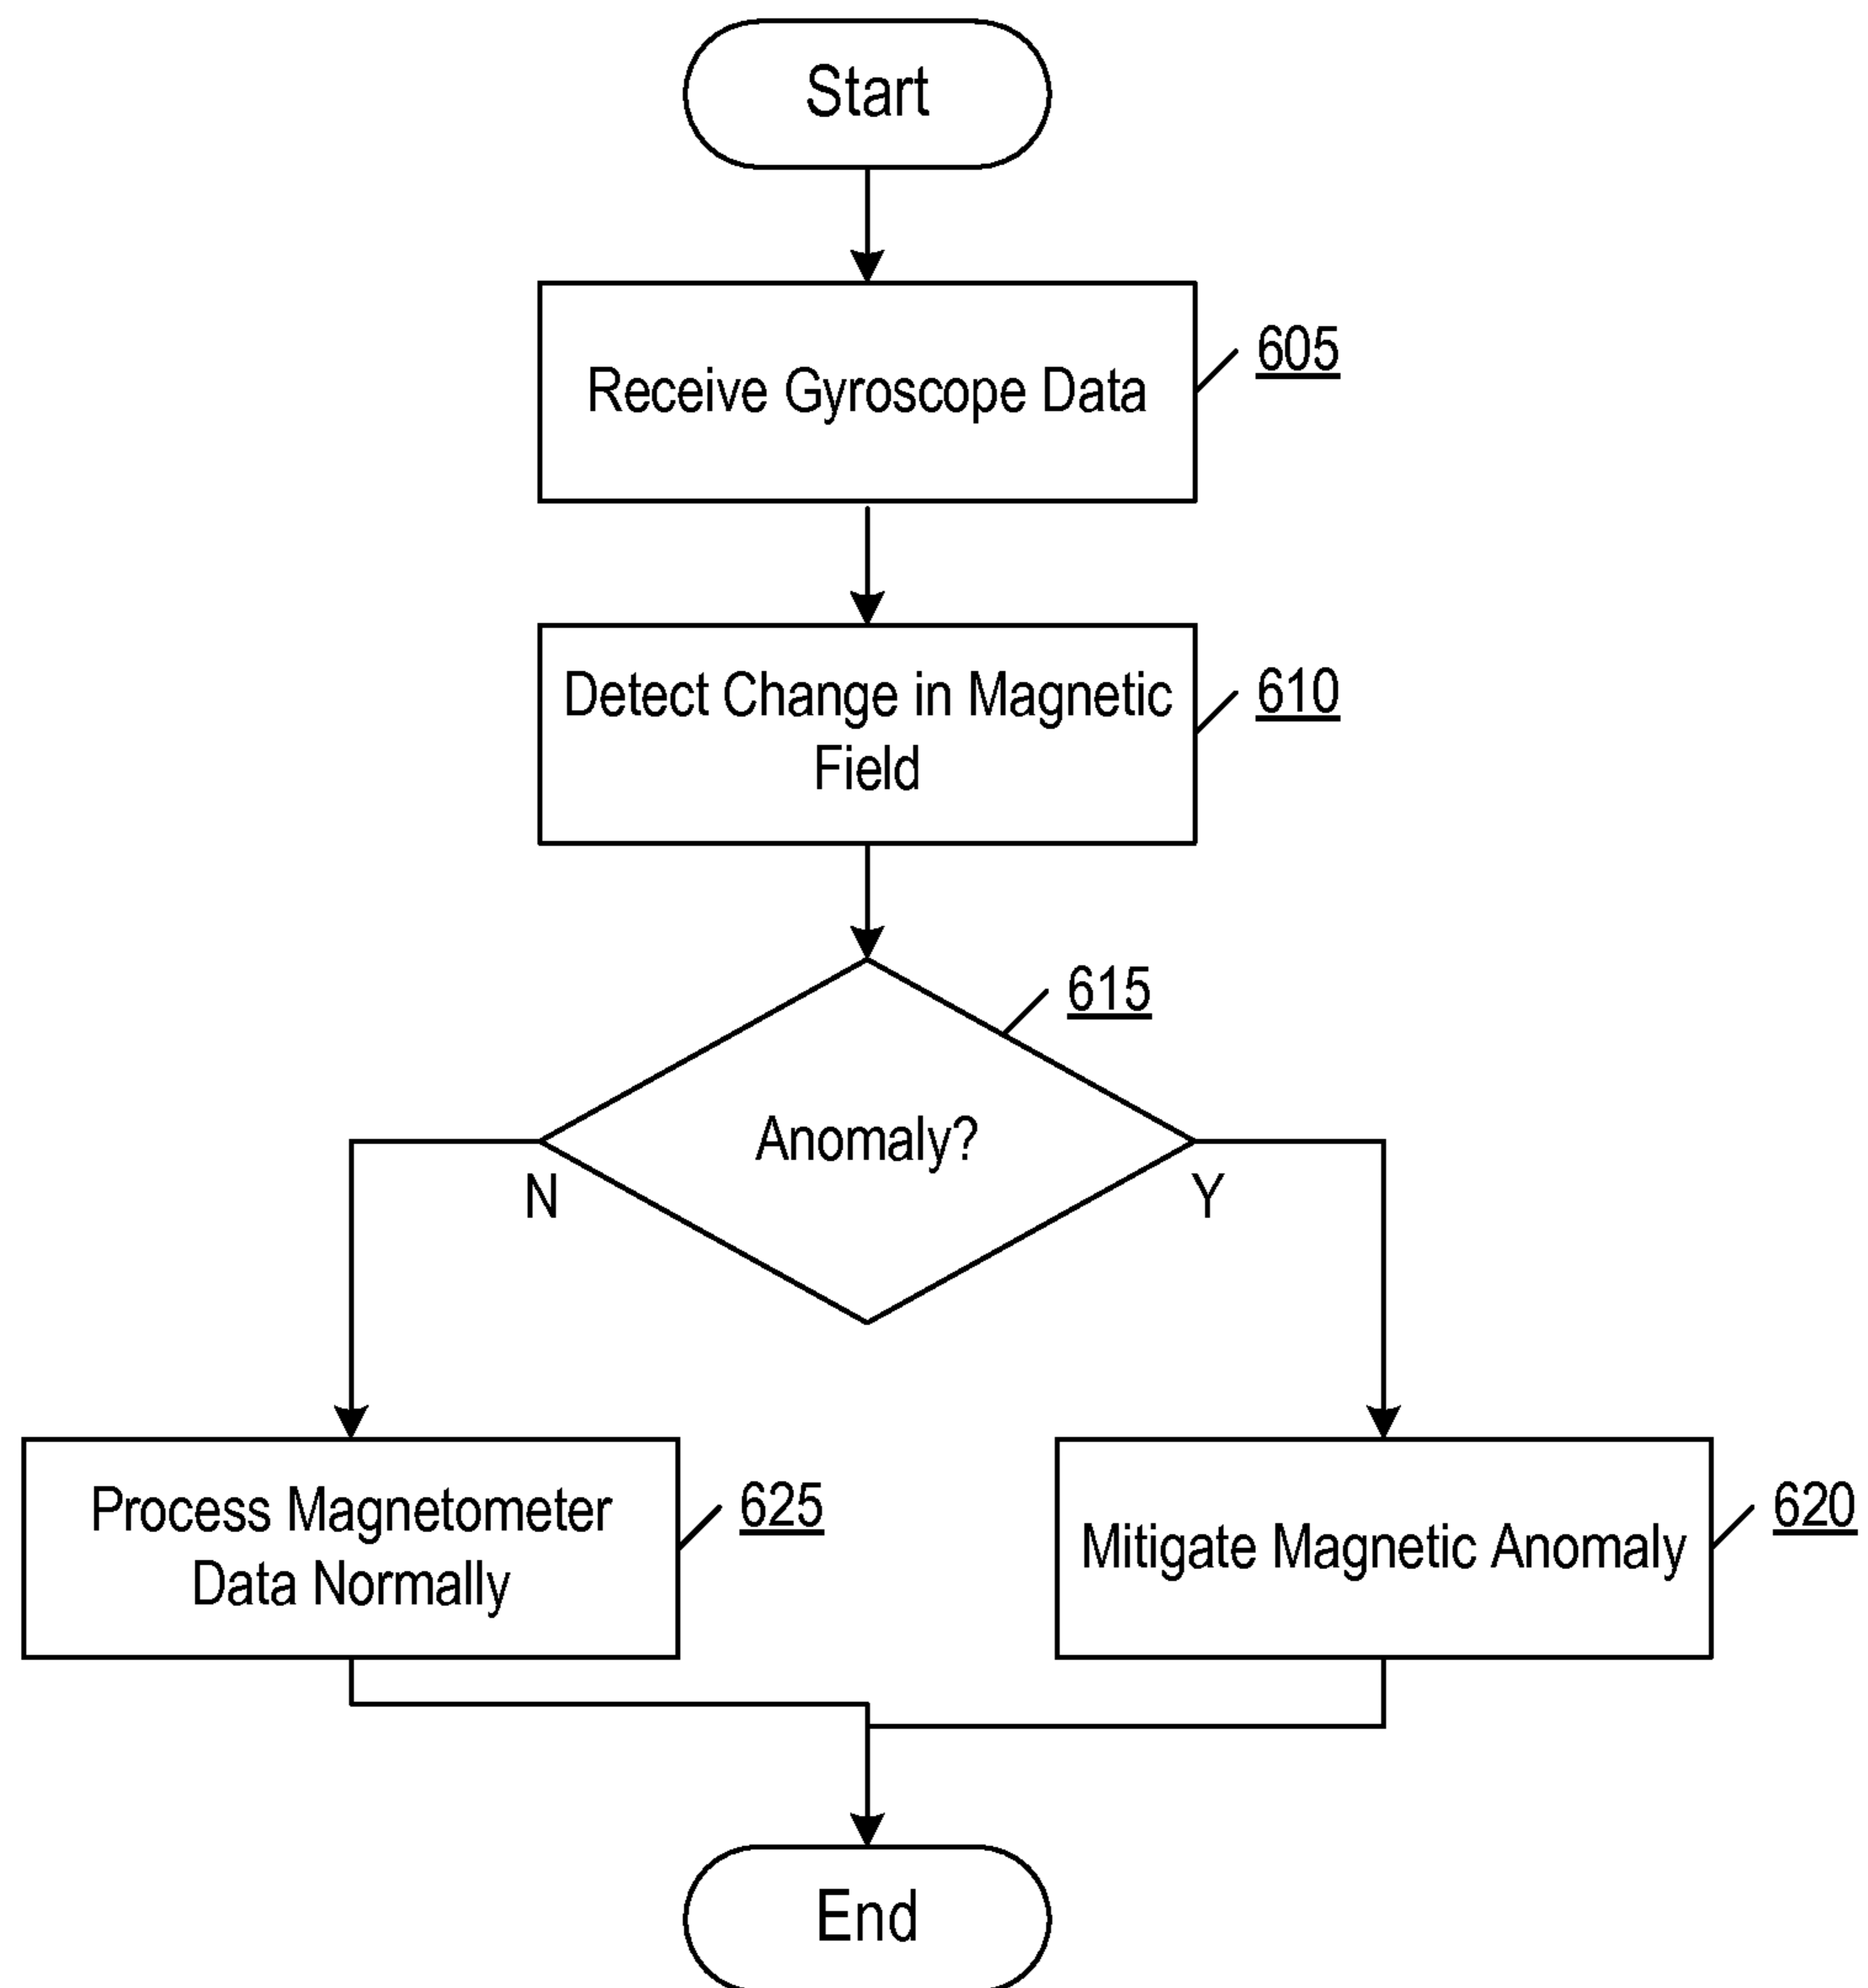 Start
Receive Gyroscope Data
605
Detect Change in Magnetic
Field
610
615
Anomaly?
N
Y
Process Magnetometer
Data Normally
625
Mitigate Magnetic Anomaly
620
End